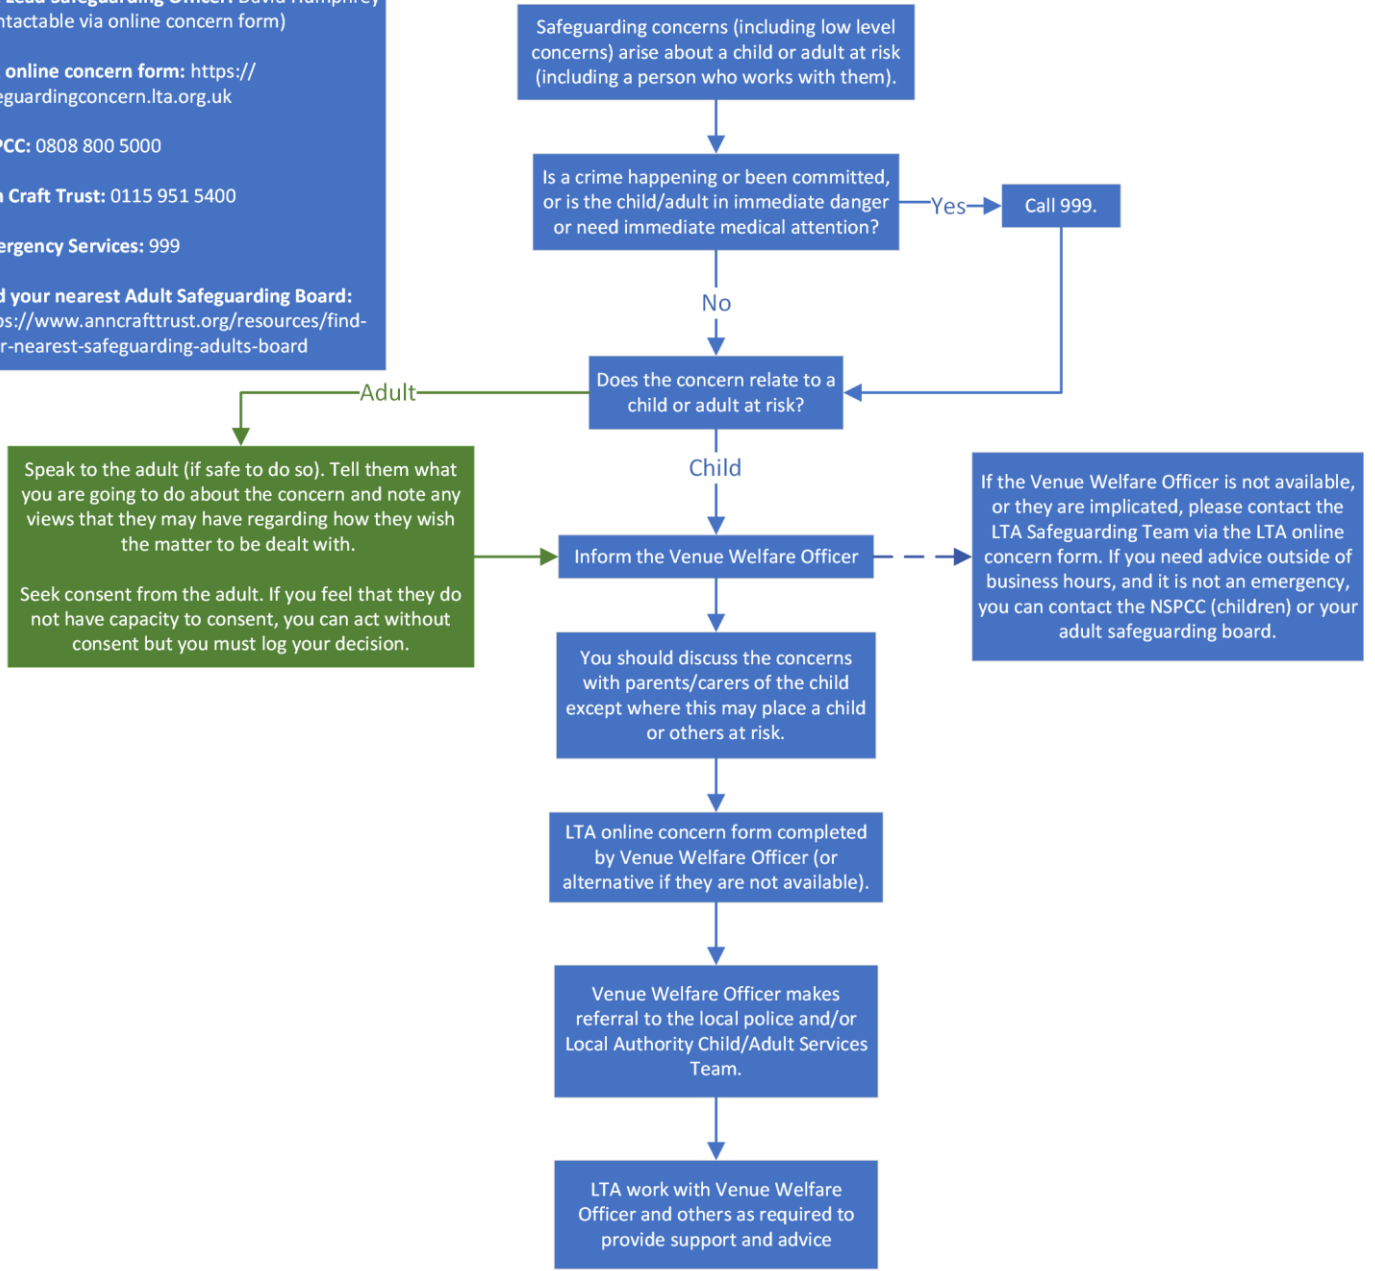 Lead Safeguarding Officer: David Humphrey
ntactable via online concern form)
online concern form: https://
eguardingconcern.lta.org.uk
PCC: 0808 800 5000
n Craft Trust: 0115 951 5400
ergency Services: 999
d your nearest Adult Safeguarding Board:
ps://www.anncrafttrust.org/resources/find-
r-nearest-safeguarding-adults-board
Safeguarding concerns (including low level
concerns) arise about a child or adult at risk
(including a person who works with them).
Is a crime happening or been committed,
or is the child/adult in immediate danger
or need immediate medical attention?
Yes
Call 999.
No
Does the concern relate to a
child or adult at risk?
Adult
Child
Speak to the adult (if safe to do so). Tell them what
you are going to do about the concern and note any
views that they may have regarding how they wish
the matter to be dealt with.
Seek consent from the adult. If you feel that they do
not have capacity to consent, you can act without
consent but you must log your decision.
Inform the Venue Welfare Officer
If the Venue Welfare Officer is not available,
or they are implicated, please contact the
LTA Safeguarding Team via the LTA online
concern form. If you need advice outside of
business hours, and it is not an emergency,
you can contact the NSPCC (children) or your
adult safeguarding board.
You should discuss the concerns
with parents/carers of the child
except where this may place a child
or others at risk.
LTA online concern form completed
by Venue Welfare Officer (or
alternative if they are not available).
Venue Welfare Officer makes
referral to the local police and/or
Local Authority Child/Adult Services
Team.
LTA work with Venue Welfare
Officer and others as required to
provide support and advice